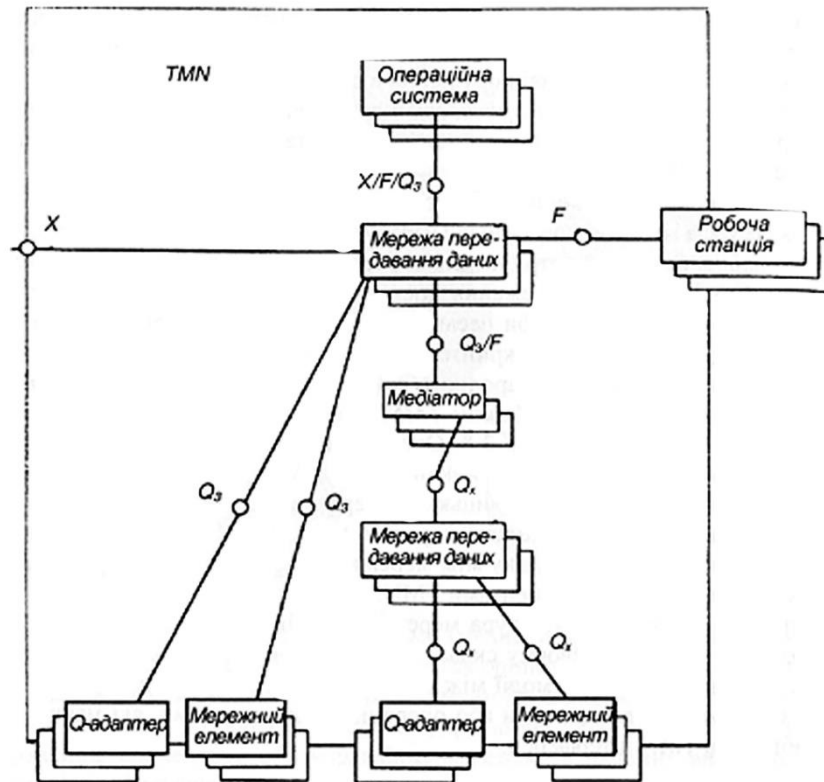 TMN
Операційна
система
X/F/Q₃
X
F
Робоча
станція
Мережа пере-
давання даних
Q₃/F
Медіатор
Q₃
Q₃
Qₓ
Мережа пере-
давання даних
Qₓ
Qₓ
Q-адаптер
Мережний
елемент
Q-адаптер
Мережний
елемент